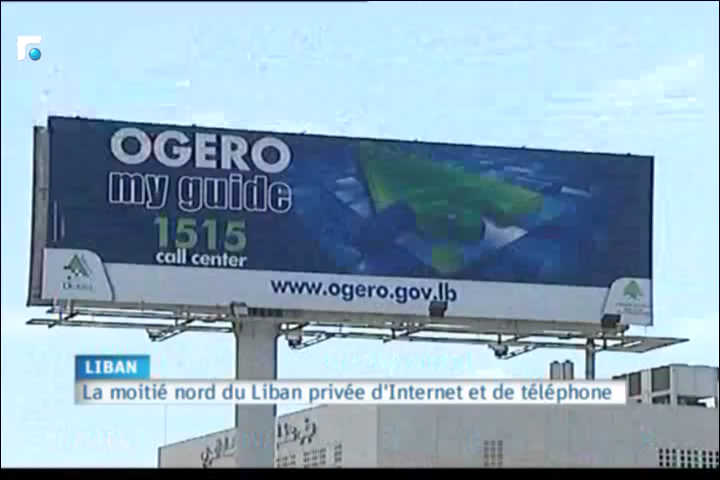 OGERO
my guide
1515
call center
www.ogero.gov.lb
LIBAN
La moitié nord du Liban privée d'Internet et de téléphone